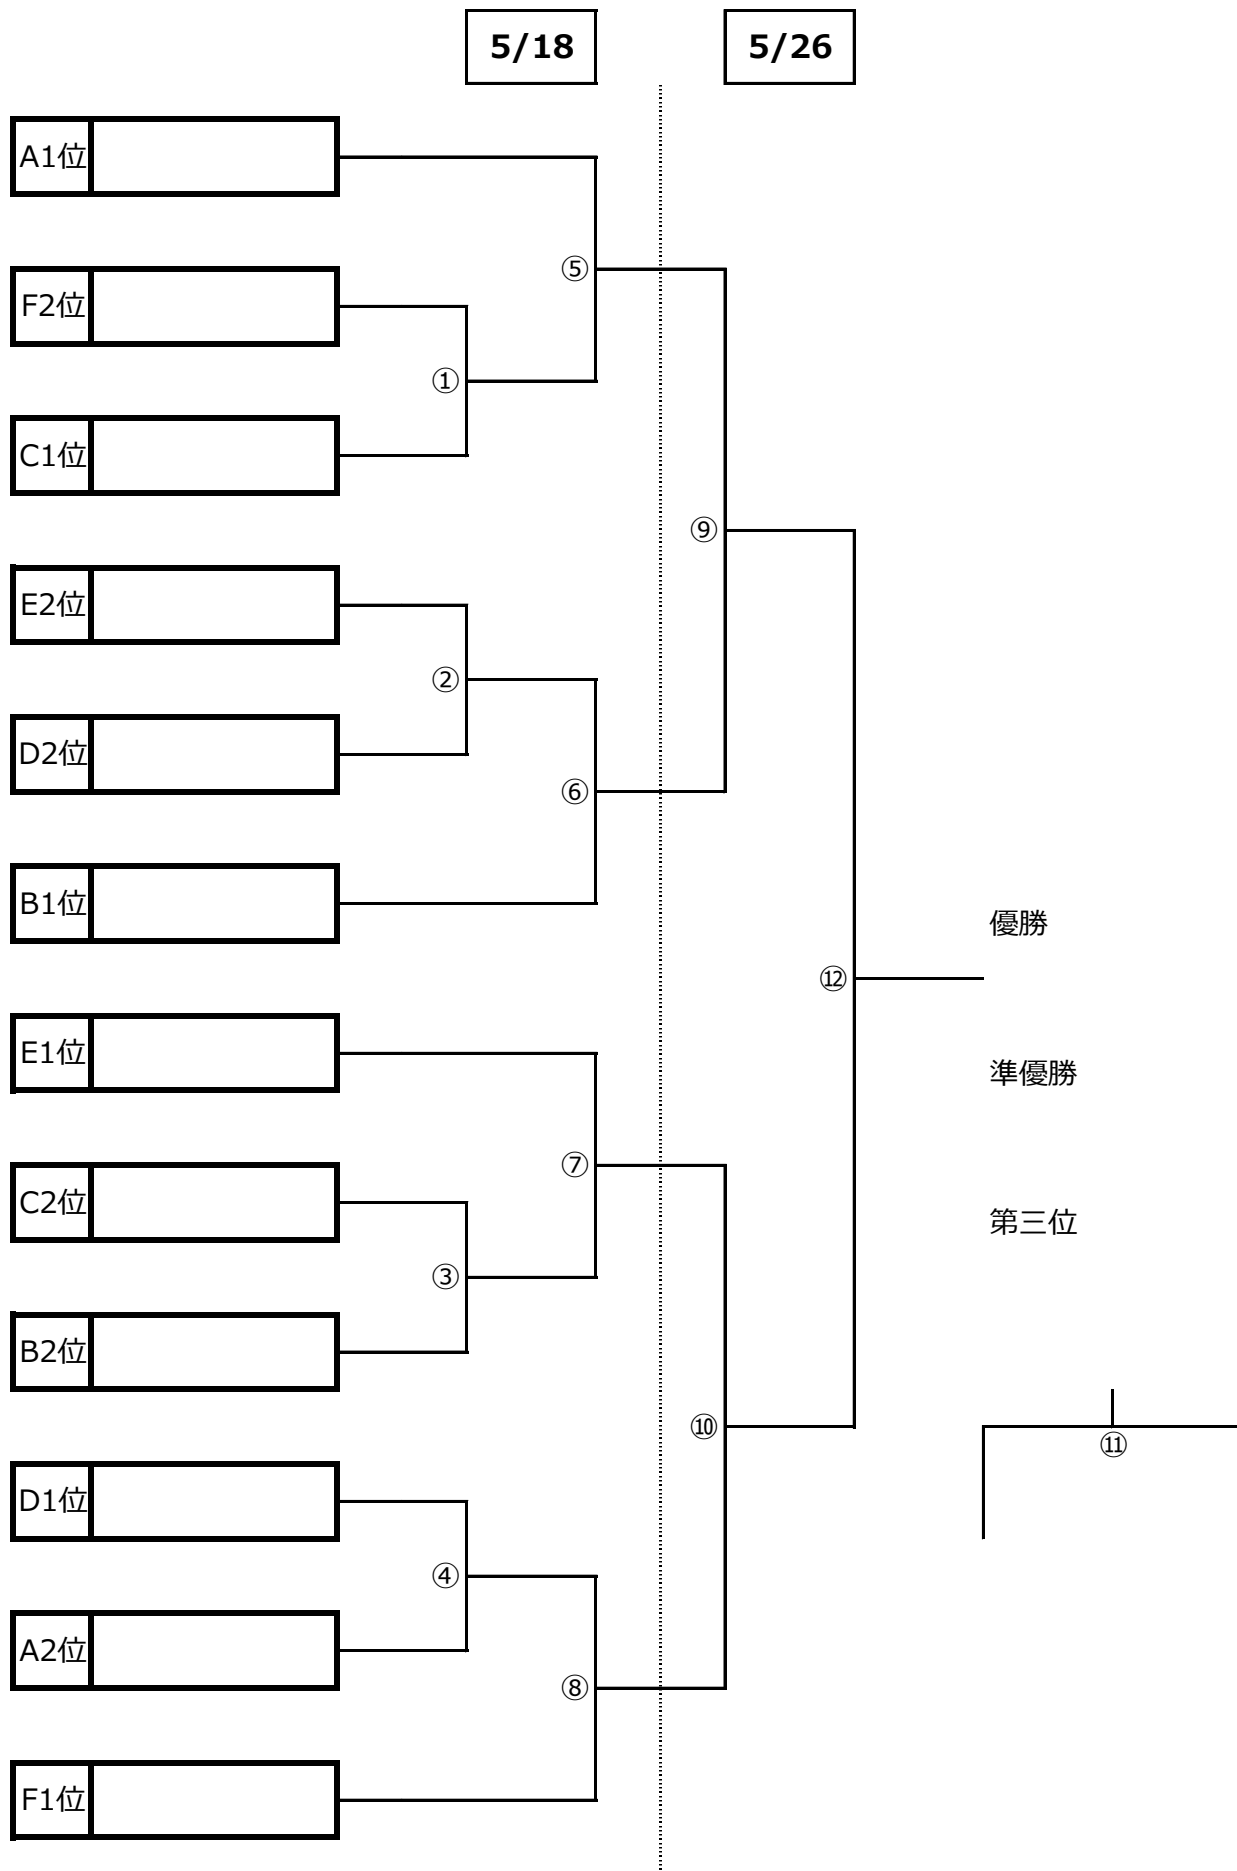 5/18 5/26
A1位
⑤
F2位
①
C1位
⑨
E2位
②
D2位
⑥
B1位
優勝
⑫
E1位
準優勝
⑦
C2位
第三位
③
B2位
⑩
⑪
D1位
④
A2位
⑧
F1位